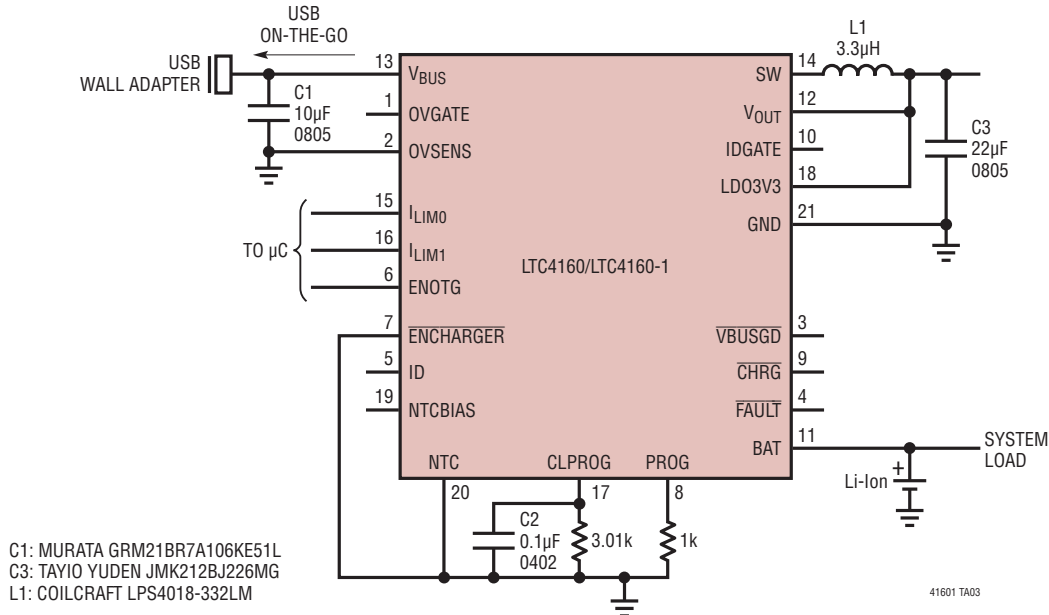 USB
ON-THE-GO
USB
WALL ADAPTER
C1
10µF
0805
13
VBUS
1
OVGATE
2
OVSENS
15
ILIM0
16
ILIM1
6
ENOTG
TO µC
7
ENCHARGER
5
ID
19
NTCBIAS
LTC4160/LTC4160-1
L1
3.3µH
14
SW
12
VOUT
10
IDGATE
18
LDO3V3
21
GND
C3
22µF
0805
3
VBUSGD
9
CHRG
4
FAULT
11
BAT
SYSTEM
LOAD
Li-Ion
+
NTC
20
CLPROG
17
PROG
8
C2
0.1µF
0402
3.01k
1k
C1: MURATA GRM21BR7A106KE51L
C3: TAYIO YUDEN JMK212BJ226MG
L1: COILCRAFT LPS4018-332LM
41601 TA03